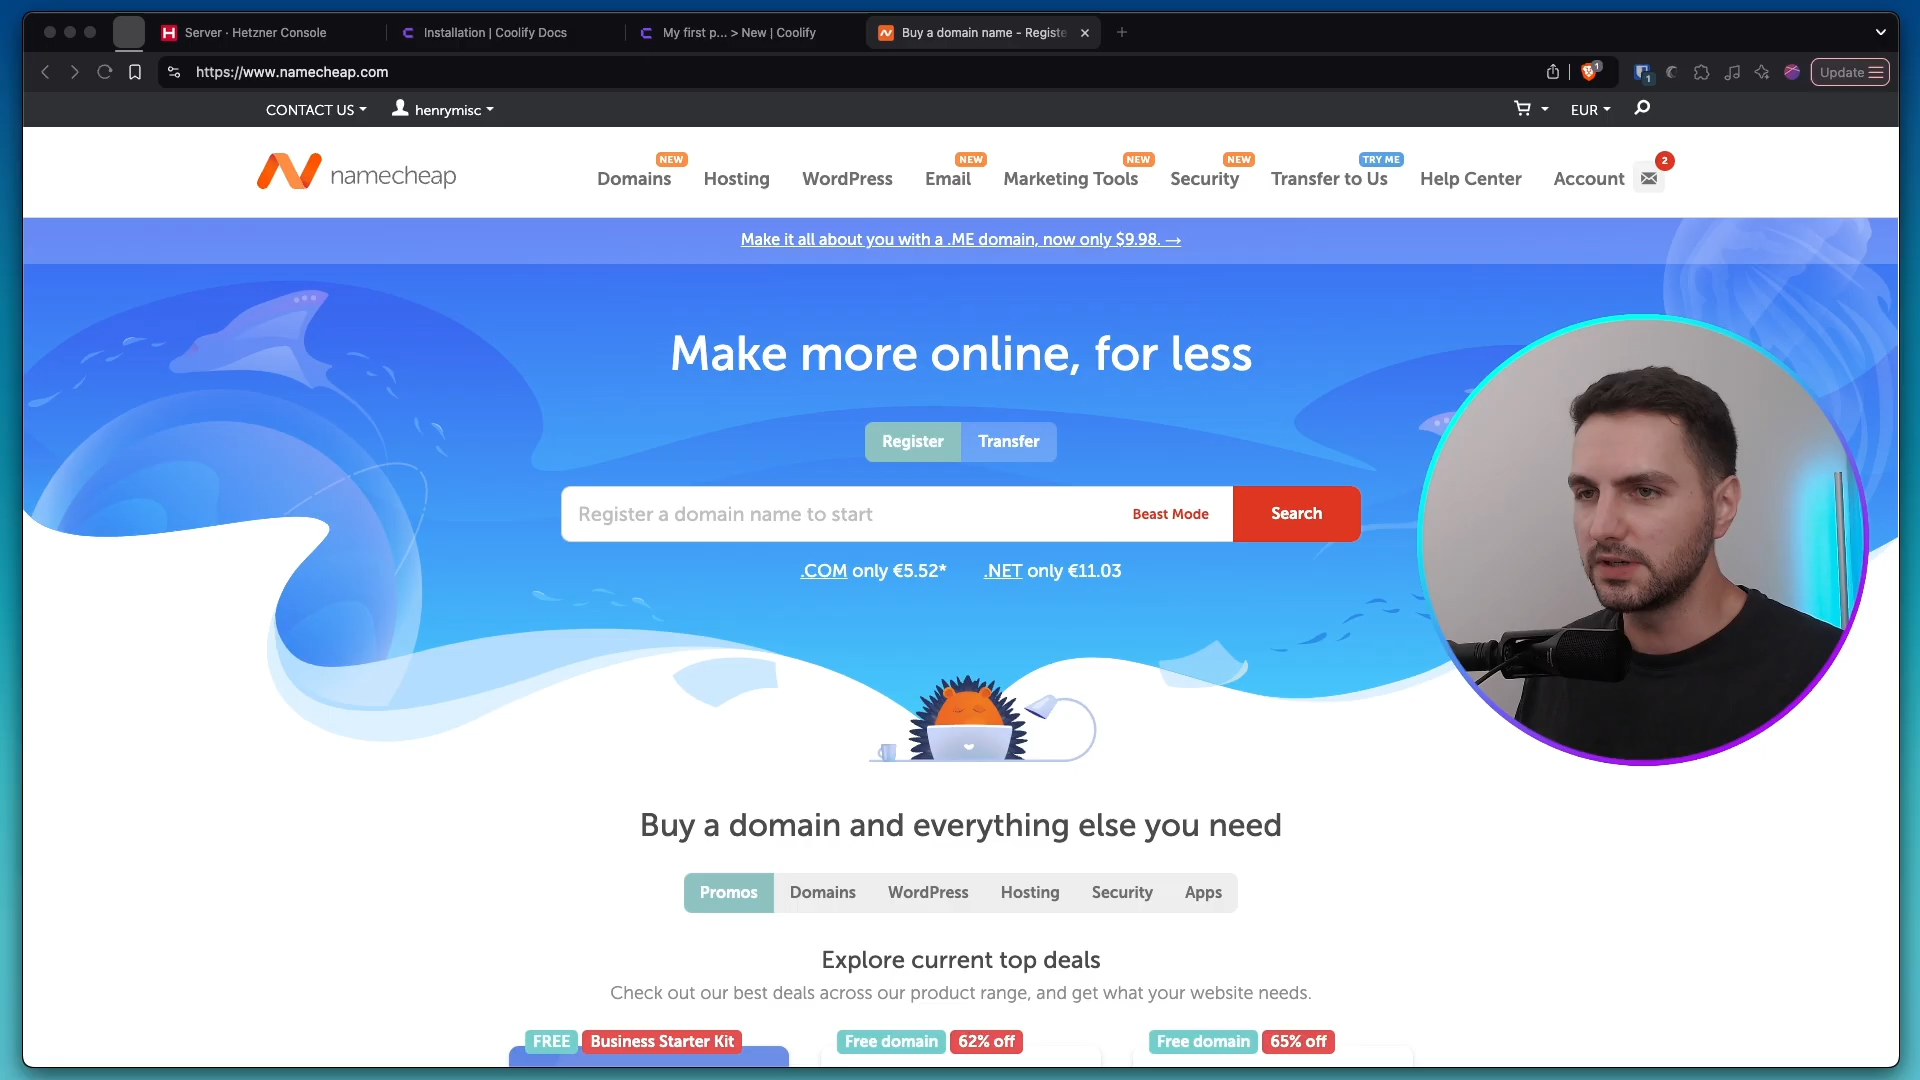 Server · Hetzner Console
Installation | Coolify Docs
My first p... > New | Coolify
Buy a domain name - Registe
https://www.namecheap.com
1
1
Update
CONTACT US
henrymisc
EUR
namecheap
Domains NEW
Hosting
WordPress
Email NEW
Marketing Tools NEW
Security NEW
Transfer to Us TRY ME
Help Center
Account
2
Make it all about you with a .ME domain, now only $9.98. →
Make more online, for less
Register Transfer
Register a domain name to start Beast Mode Search
.COM only €5.52* .NET only €11.03
Buy a domain and everything else you need
Promos Domains WordPress Hosting Security Apps
Explore current top deals
Check out our best deals across our product range, and get what your website needs.
FREE Business Starter Kit
Free domain 62% off
Free domain 65% off